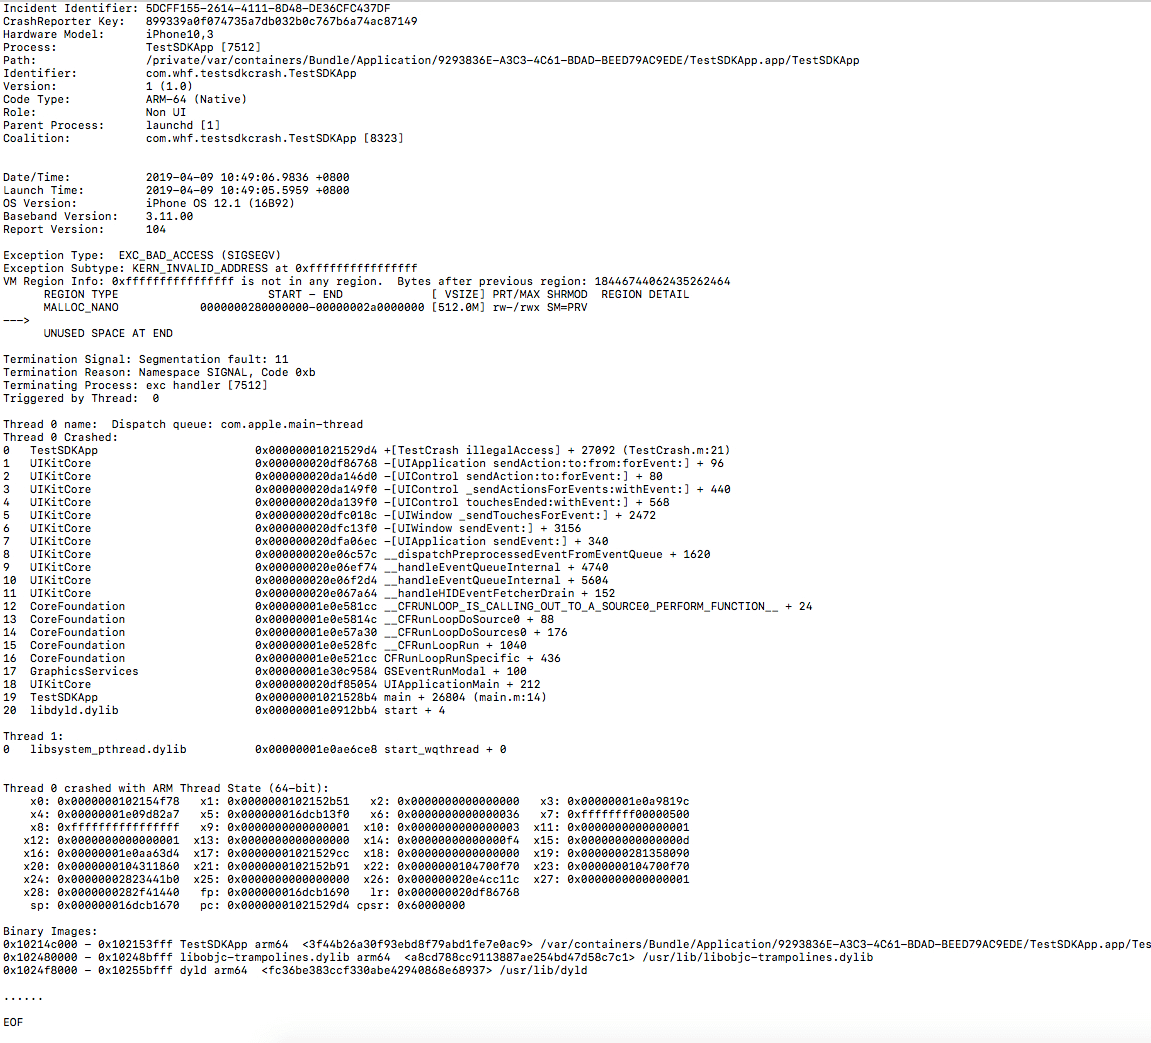 Incident Identifier: 5DCFF155-2614-4111-8D48-DE36CFC437DF
CrashReporter Key:   899339a0f074735a7db032b0c767b6a74ac87149
Hardware Model:      iPhone10,3
Process:             TestSDKApp [7512]
Path:                /private/var/containers/Bundle/Application/9293836E-A3C3-4C61-BDAD-BEED79AC9EDE/TestSDKApp.app/TestSDKApp
Identifier:          com.whf.testsdkcrash.TestSDKApp
Version:             1 (1.0)
Code Type:           ARM-64 (Native)
Role:                Non UI
Parent Process:      launchd [1]
Coalition:           com.whf.testsdkcrash.TestSDKApp [8323]
Date/Time:           2019-04-09 10:49:06.9836 +0800
Launch Time:         2019-04-09 10:49:05.5959 +0800
OS Version:          iPhone OS 12.1 (16B92)
Baseband Version:    3.11.00
Report Version:      104
Exception Type:  EXC_BAD_ACCESS (SIGSEGV)
Exception Subtype: KERN_INVALID_ADDRESS at 0xffffffffffffffff
VM Region Info: 0xffffffffffffffff is not in any region.  Bytes after previous region: 18446744062435262464
REGION TYPE                      START - END             [ VSIZE] PRT/MAX SHRMOD  REGION DETAIL
MALLOC_NANO            0000000280000000-00000002a0000000 [512.0M] rw-/rwx SM=PRV
--->
UNUSED SPACE AT END
Termination Signal: Segmentation fault: 11
Termination Reason: Namespace SIGNAL, Code 0xb
Terminating Process: exc handler [7512]
Triggered by Thread:  0
Thread 0 name:  Dispatch queue: com.apple.main-thread
Thread 0 Crashed:
0   TestSDKApp                       0x00000001021529d4 +[TestCrash illegalAccess] + 27092 (TestCrash.m:21)
1   UIKitCore                        0x000000020df86768 -[UIApplication sendAction:to:from:forEvent:] + 96
2   UIKitCore                        0x000000020da146d0 -[UIControl sendAction:to:forEvent:] + 80
3   UIKitCore                        0x000000020da149f0 -[UIControl _sendActionsForEvents:withEvent:] + 440
4   UIKitCore                        0x000000020da139f0 -[UIControl touchesEnded:withEvent:] + 568
5   UIKitCore                        0x000000020dfc018c -[UIWindow _sendTouchesForEvent:] + 2472
6   UIKitCore                        0x000000020dfc13f0 -[UIWindow sendEvent:] + 3156
7   UIKitCore                        0x000000020dfa06ec -[UIApplication sendEvent:] + 340
8   UIKitCore                        0x000000020e06c57c __dispatchPreprocessedEventFromEventQueue + 1620
9   UIKitCore                        0x000000020e06ef74 __handleEventQueueInternal + 4740
10  UIKitCore                        0x000000020e06f2d4 __handleEventQueueInternal + 5604
11  UIKitCore                        0x000000020e067a64 __handleHIDEventFetcherDrain + 152
12  CoreFoundation                   0x00000001e0e581cc __CFRUNLOOP_IS_CALLING_OUT_TO_A_SOURCE0_PERFORM_FUNCTION__ + 24
13  CoreFoundation                   0x00000001e0e5814c __CFRunLoopDoSource0 + 88
14  CoreFoundation                   0x00000001e0e57a30 __CFRunLoopDoSources0 + 176
15  CoreFoundation                   0x00000001e0e528fc __CFRunLoopRun + 1040
16  CoreFoundation                   0x00000001e0e521cc CFRunLoopRunSpecific + 436
17  GraphicsServices                 0x00000001e30c9584 GSEventRunModal + 100
18  UIKitCore                        0x000000020df85054 UIApplicationMain + 212
19  TestSDKApp                       0x00000001021528b4 main + 26804 (main.m:14)
20  libdyld.dylib                    0x00000001e0912bb4 start + 4
Thread 1:
0   libsystem_pthread.dylib          0x00000001e0ae6ce8 start_wqthread + 0
Thread 0 crashed with ARM Thread State (64-bit):
x0: 0x0000000102154f78   x1: 0x0000000102152b51   x2: 0x0000000000000000   x3: 0x00000001e0a9819c
x4: 0x00000001e09d82a7   x5: 0x000000016dcb13f0   x6: 0x0000000000000036   x7: 0xffffffff00000500
x8: 0xffffffffffffffff   x9: 0x0000000000000001  x10: 0x0000000000000003  x11: 0x0000000000000001
x12: 0x0000000000000001  x13: 0x0000000000000000  x14: 0x00000000000000f4  x15: 0x000000000000000d
x16: 0x00000001e0aa63d4  x17: 0x00000001021529cc  x18: 0x0000000000000000  x19: 0x0000000281358090
x20: 0x0000000104311860  x21: 0x0000000102152b91  x22: 0x0000000104700f70  x23: 0x0000000104700f70
x24: 0x00000002823441b0  x25: 0x0000000000000000  x26: 0x000000020e4cc11c  x27: 0x0000000000000001
x28: 0x0000000282f41440   fp: 0x000000016dcb1690   lr: 0x000000020df86768
sp: 0x000000016dcb1670   pc: 0x00000001021529d4 cpsr: 0x60000000
Binary Images:
0x10214c000 - 0x102153fff TestSDKApp arm64  <3f44b26a30f93ebd8f79abd1fe7e0ac9> /var/containers/Bundle/Application/9293836E-A3C3-4C61-BDAD-BEED79AC9EDE/TestSDKApp.app/Tes
0x102480000 - 0x10248bfff libobjc-trampolines.dylib arm64  <a8cd788cc9113887ae254bd47d58c7c1> /usr/lib/libobjc-trampolines.dylib
0x1024f8000 - 0x10255bfff dyld arm64  <fc36be383ccf330abe42940868e68937> /usr/lib/dyld
......
EOF